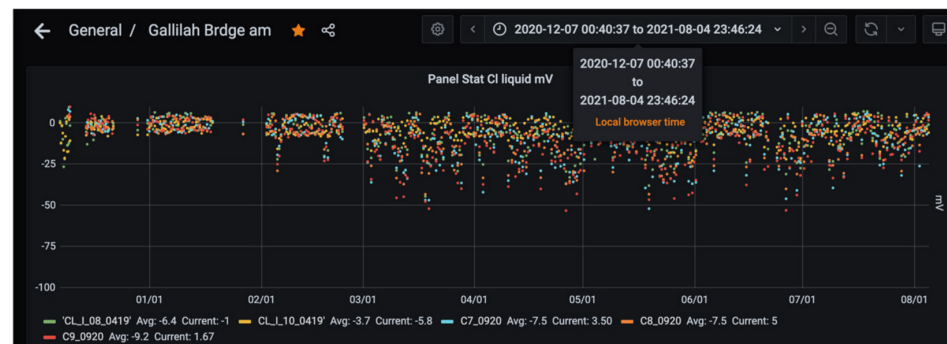 General / Gallilah Brdge am
2020-12-07 00:40:37 to 2021-08-04 23:46:24
2020-12-07 00:40:37
to
2021-08-04 23:46:24
Local browser time
Panel Stat Cl liquid mV
0
-25
-50
-75
-100
mV
01/01 02/01 03/01 04/01 05/01 06/01 07/01 08/01
'CL_I_08_0419' Avg: -6.4 Current: -1 CL_I_10_0419' Avg: -3.7 Current: -5.8 C7_0920 Avg: -7.5 Current: 3.50 C8_0920 Avg: -7.5 Current: 5
C9_0920 Avg: -9.2 Current: 1.67